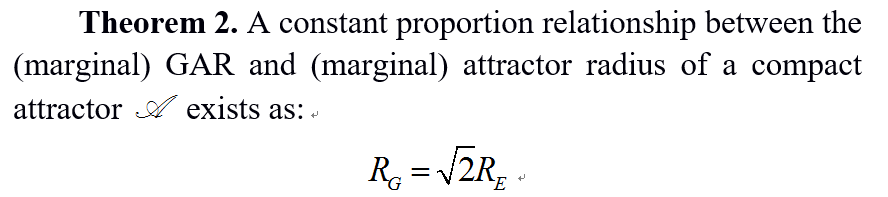 Theorem 2. A constant proportion relationship between the
(marginal) GAR and (marginal) attractor radius of a compact
attractor 𝒜 exists as: ↵
R_G = √2R_E ↵